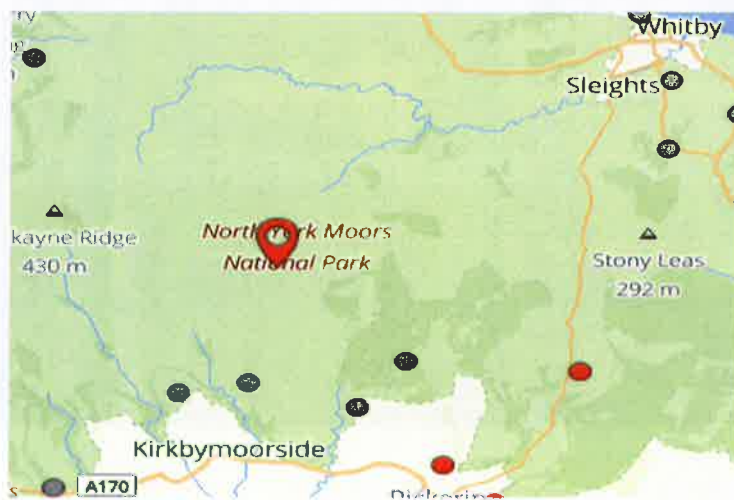 Whitby
Sleights
North York Moors
National Park
kayne Ridge
430 m
Stony Leas
292 m
Kirkbymoorside
A170